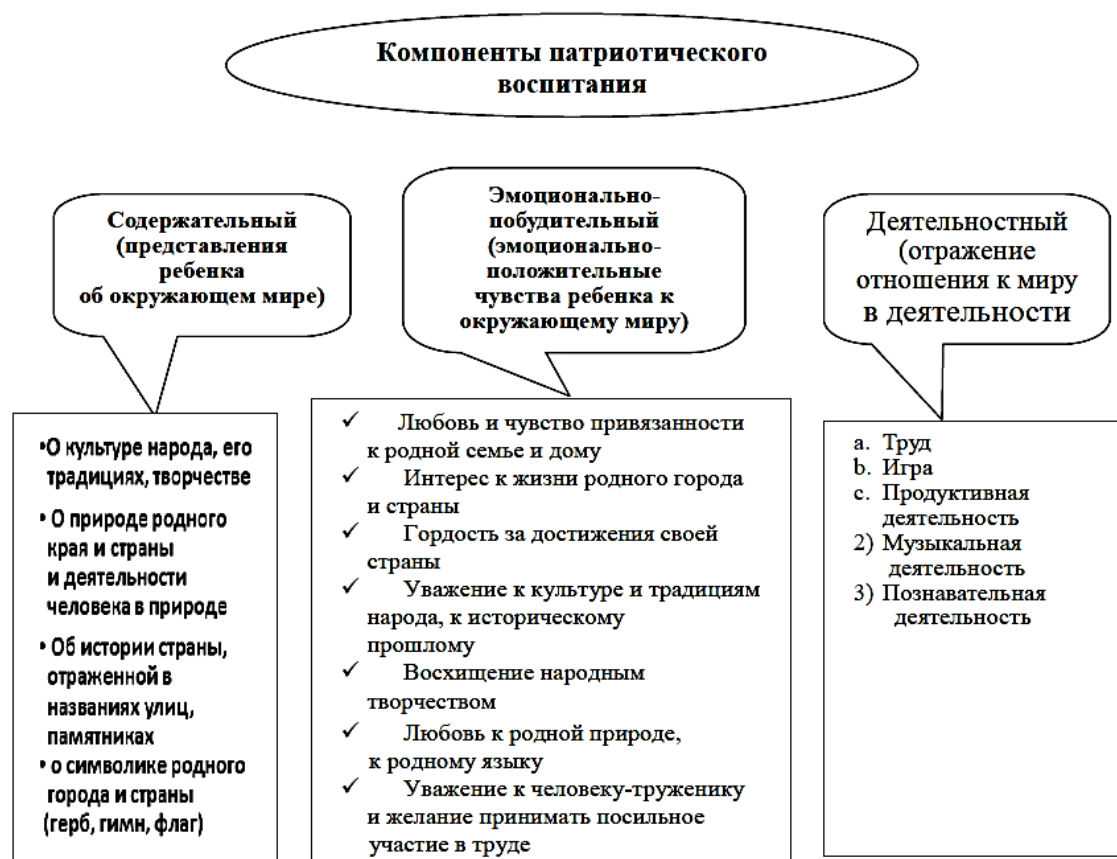 Компоненты патриотического
воспитания
Содержательный
(представления
ребенка
об окружающем мире)
•О культуре народа, его
традициях, творчестве
• О природе родного
края и страны
и деятельности
человека в природе
• Об истории страны,
отраженной в
названиях улиц,
памятниках
• о символике родного
города и страны
(герб, гимн, флаг)
Эмоционально-
побудительный
(эмоционально-
положительные
чувства ребенка к
окружающему миру)
✓ Любовь и чувство привязанности
к родной семье и дому
✓ Интерес к жизни родного города
и страны
✓ Гордость за достижения своей
страны
✓ Уважение к культуре и традициям
народа, к историческому
прошлому
✓ Восхищение народным
творчеством
✓ Любовь к родной природе,
к родному языку
✓ Уважение к человеку-труженику
и желание принимать посильное
участие в труде
Деятельностный
(отражение
отношения к миру
в деятельности
a. Труд
b. Игра
c. Продуктивная
деятельность
2) Музыкальная
деятельность
3) Познавательная
деятельность